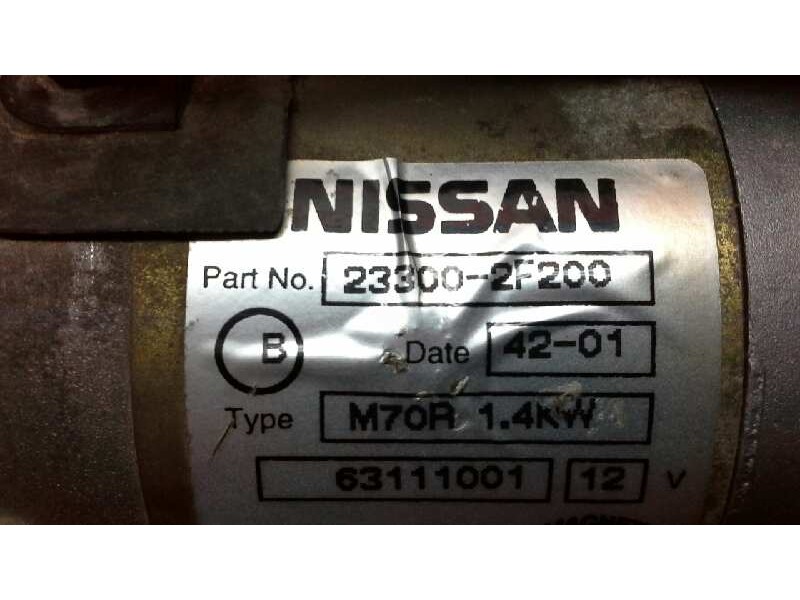 NISSAN
Part No. 23300-2F200
B Date 42-01
Type M70R 1.4KW
63111001 12 V